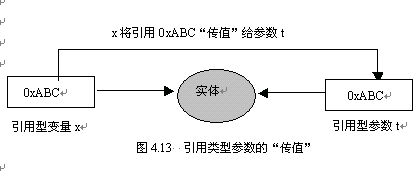 x 将引用 0xABC“传值”给参数 t
0xABC
实体
0xABC
引用型变量 x
引用型参数 t
图 4.13 引用类型参数的“传值”